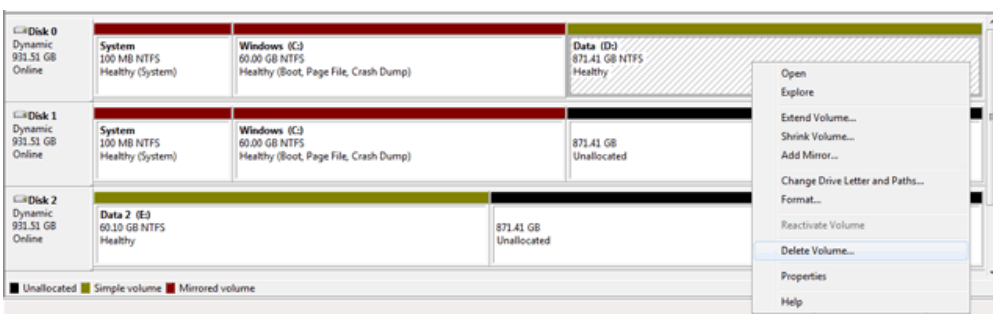 Disk 0
Dynamic
931.51 GB
Online
System
100 MB NTFS
Healthy (System)
Windows (C:)
60.00 GB NTFS
Healthy (Boot, Page File, Crash Dump)
Data (D:)
871.41 GB NTFS
Healthy
Disk 1
Dynamic
931.51 GB
Online
System
100 MB NTFS
Healthy (System)
Windows (C:)
60.00 GB NTFS
Healthy (Boot, Page File, Crash Dump)
871.41 GB
Unallocated
Disk 2
Dynamic
931.51 GB
Online
Data 2 (E:)
60.10 GB NTFS
Healthy
871.41 GB
Unallocated
Open
Explore
Extend Volume...
Shrink Volume...
Add Mirror...
Change Drive Letter and Paths...
Format...
Reactivate Volume
Delete Volume...
Properties
Help
Unallocated Simple volume Mirrored volume